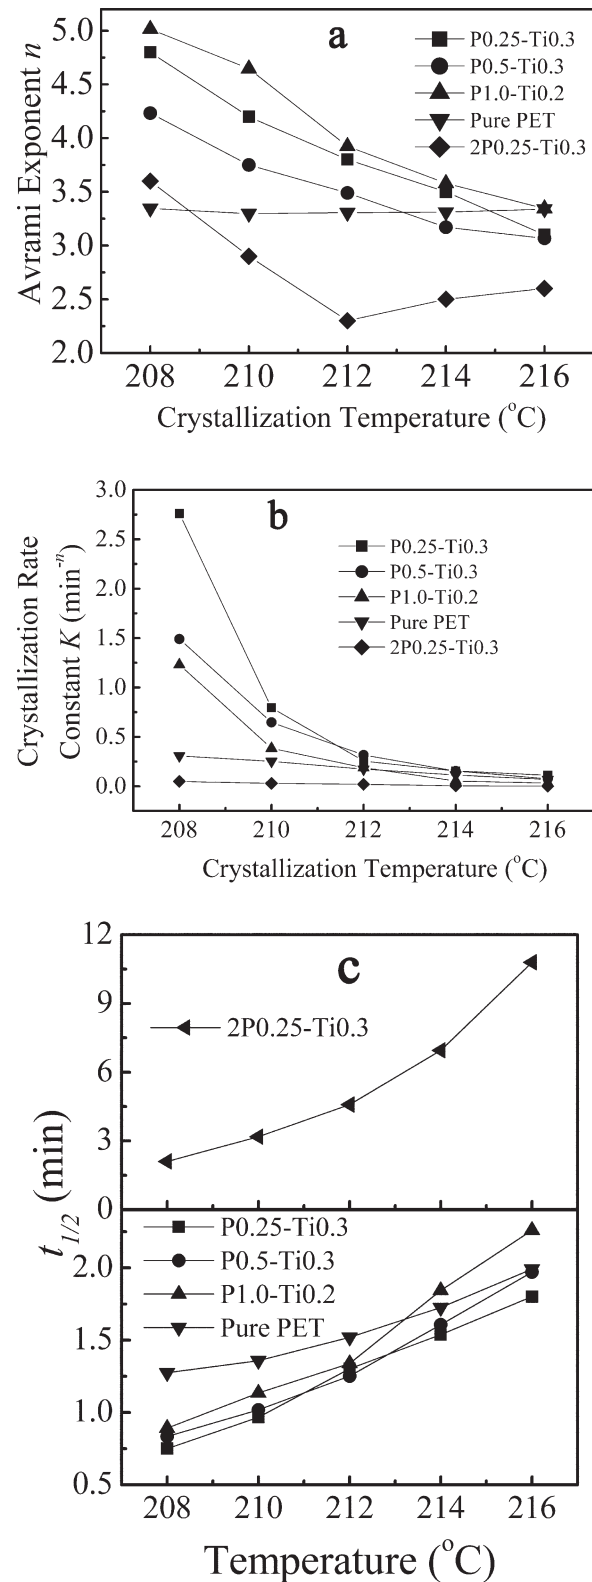 a
5.0
4.5
4.0
3.5
3.0
2.5
2.0
Avrami Exponent n
P0.25-Ti0.3
P0.5-Ti0.3
P1.0-Ti0.2
Pure PET
2P0.25-Ti0.3
208 210 212 214 216
Crystallization Temperature (°C)
b
3.0
2.5
2.0
1.5
1.0
0.5
0.0
Crystallization Rate
Constant K (min⁻ⁿ)
P0.25-Ti0.3
P0.5-Ti0.3
P1.0-Ti0.2
Pure PET
2P0.25-Ti0.3
208 210 212 214 216
Crystallization Temperature (°C)
c
12
9
6
3
0
2P0.25-Ti0.3
t1/2 (min)
P0.25-Ti0.3
P0.5-Ti0.3
P1.0-Ti0.2
Pure PET
2.0
1.5
1.0
0.5
208 210 212 214 216
Temperature (°C)